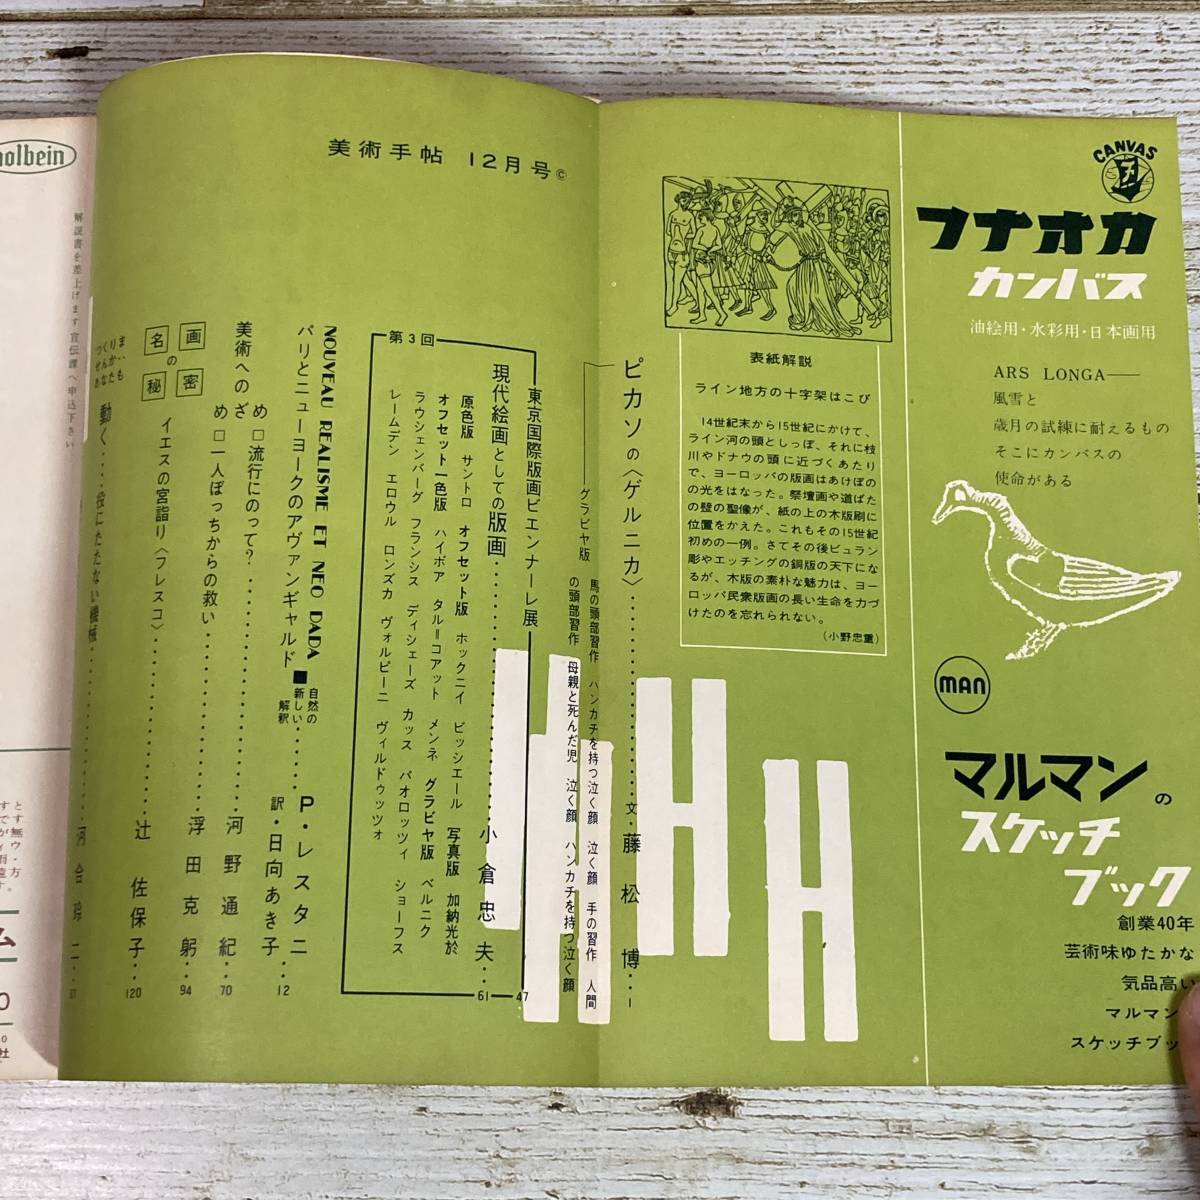 美術手帖 12月号©
CANVAS
フナオカ
カンバス
油絵用・水彩用・日本画用
ARS LONGA——
風雪と
歳月の試練に耐えるもの
そこにカンバスの
使命がある
MAN
マルマンの
スケッチ
ブック
創業40年
芸術味ゆたかな
気品高い
マルマン
スケッチブッ
表紙解説
ライン地方の十字架はこび
14世紀末から15世紀にかけて、
ライン河の頭としっぽ、それに枝
川やドナウの頭に近づくあたり
で、ヨーロッパの版画はあけぼの
の光をはなった。祭壇画や道ばた
の壁の聖像が、紙の上の木版刷に
位置をかえた。これもその15世紀
初めの一例。さてその後ビュラン
彫やエッチングの銅版の天下にな
るが、木版の素朴な魅力は、ヨー
ロッパ民衆版画の長い生命を力づ
けたのを忘れられない。
(小野忠重)
ピカソの〈ゲルニカ〉…………文・藤松 博…1
グラビヤ版 馬の頭部習作 ハンカチを持つ泣く顔 泣く顔 手の習作 人間
の頭部習作 母親と死んだ児 泣く顔 ハンカチを持つ泣く顔
第3回
東京国際版画ビエンナーレ展 47
現代絵画としての版画…………小倉忠夫…61
原色版 サントロ オフセット版 ホックニイ ビッシエール 写真版 加納光於
オフセット一色版 ハイポア タル=コアット メンネ グラビヤ版 ベルニク
ラウシェンバーグ フランシス ディシェーズ カッス パオロッツィ ショーフス
レームデン エロウル ロンズカ ヴォルピーニ ヴィルドゥッツォ
NOUVEAU REALISME ET NEO DADA ■ 自然の新しい解釈
パリとニューヨークのアヴァンギャルド……P・レスタニ
訳・日向あき子…12
美術へのざ
め □流行にのって?…………河野通紀…70
め □一人ぼっちからの救い…………浮田克躬…94
名画の秘密
イエスの宮詣り〈フレスコ〉…………辻 佐保子…120
動く…役にたたない機械…………河合玲二…
holbein
解説書を差上げます 宣伝課へ申込下さい